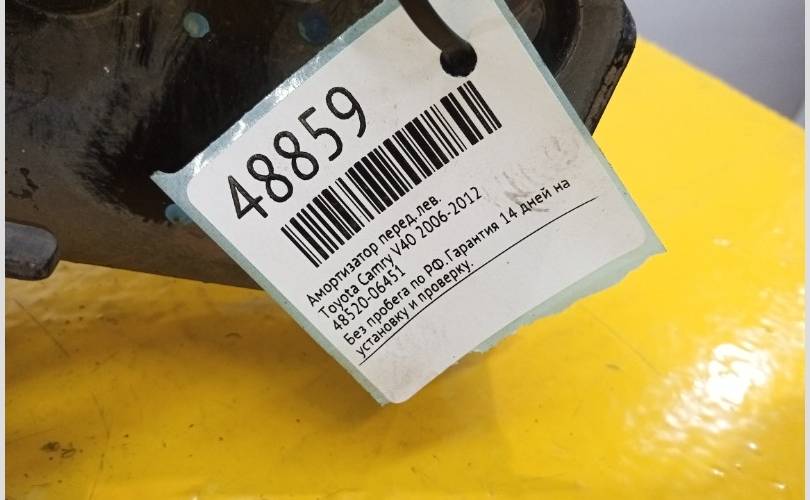 48859
Амортизатор перед.лев.
Toyota Camry V40 2006-2012
48520-06451
Без пробега по РФ.Гарантия 14 дней на
установку и проверку.